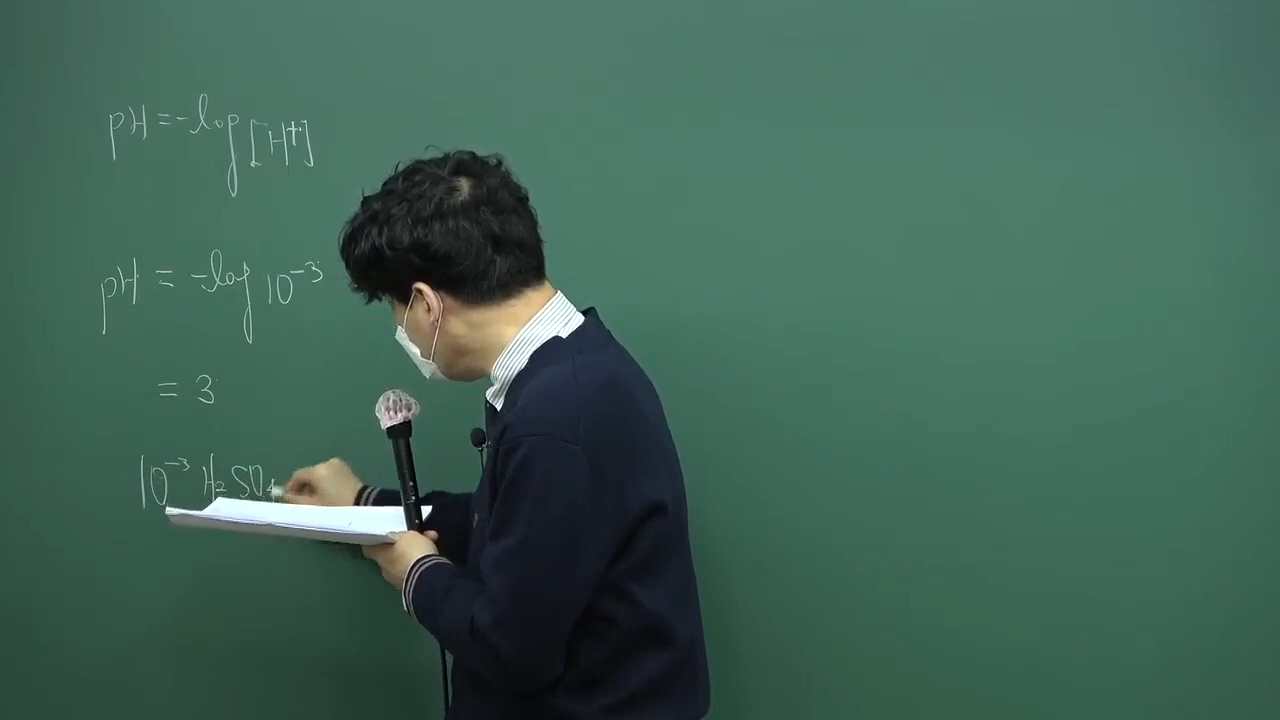 pH = -log [H⁺]
pH = -log 10⁻³
= 3
10⁻³ H₂SO₄